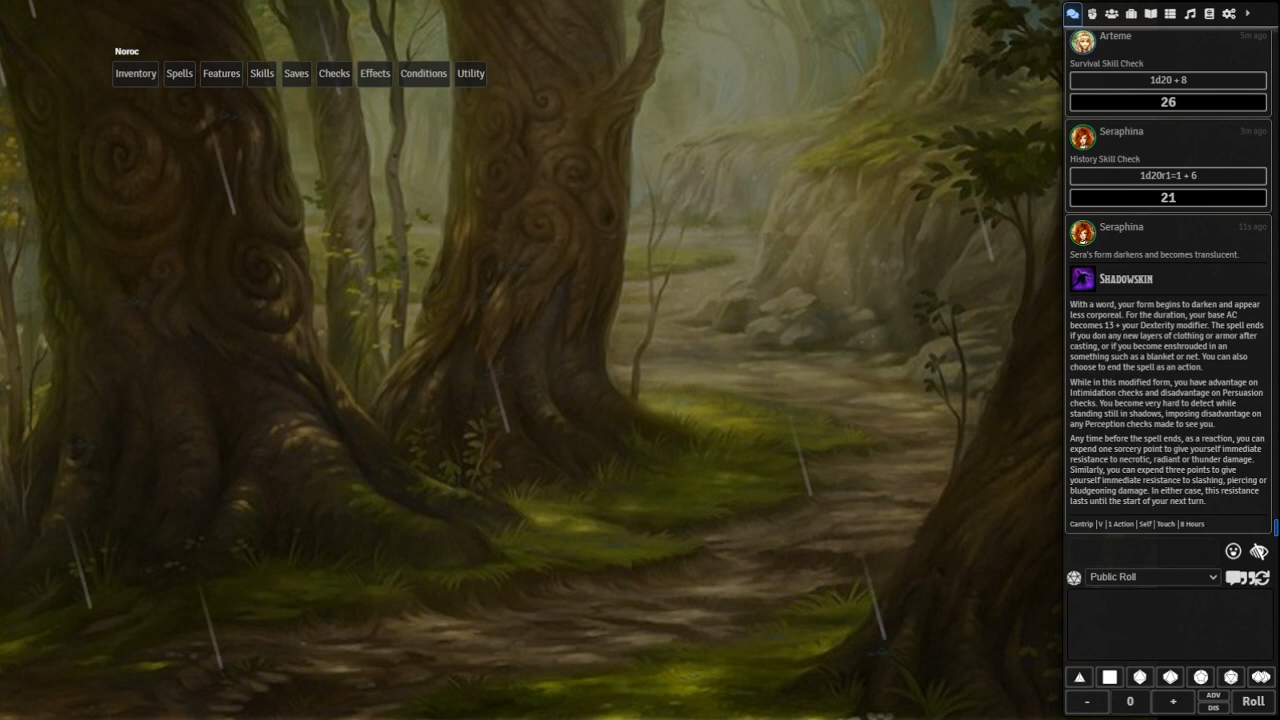 Noroc
Inventory Spells Features Skills Saves Checks Effects Conditions Utility
Arteme 5m ago
Survival Skill Check
1d20 + 8
26
Seraphina 3m ago
History Skill Check
1d20r1=1 + 6
21
Seraphina 11s ago
Sera's form darkens and becomes translucent.
Shadowskin
With a word, your form begins to darken and appear
less corporeal. For the duration, your base AC
becomes 13 + your Dexterity modifier. The spell ends
if you don any new layers of clothing or armor after
casting, or if you become enshrouded in an
something such as a blanket or net. You can also
choose to end the spell as an action.
While in this modified form, you have advantage on
Intimidation checks and disadvantage on Persuasion
checks. You become very hard to detect while
standing still in shadows, imposing disadvantage on
any Perception checks made to see you.
Any time before the spell ends, as a reaction, you can
expend one sorcery point to give yourself immediate
resistance to necrotic, radiant or thunder damage.
Similarly, you can expend three points to give
yourself immediate resistance to slashing, piercing or
bludgeoning damage. In either case, this resistance
lasts until the start of your next turn.
Cantrip | V | 1 Action | Self | Touch | 8 Hours
Public Roll
- 0 + ADV DIS Roll